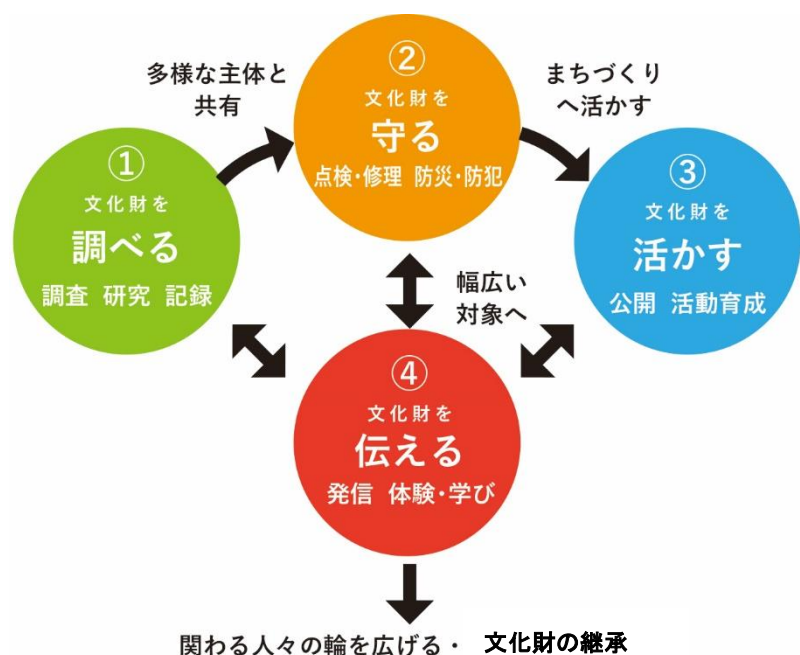 多様な主体と
共有
まちづくり
へ活かす
①
文化財を
調べる
調査 研究 記録
②
文化財を
守る
点検・修理 防災・防犯
③
文化財を
活かす
公開 活動育成
幅広い
対象へ
④
文化財を
伝える
発信 体験・学び
関わる人々の輪を広げる・ 文化財の継承